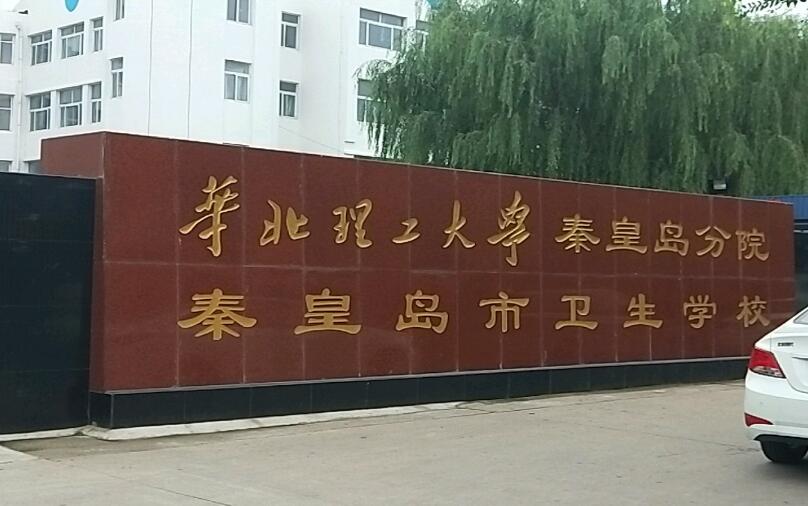 華北理工大學 秦皇岛分院
秦皇岛市卫生学校